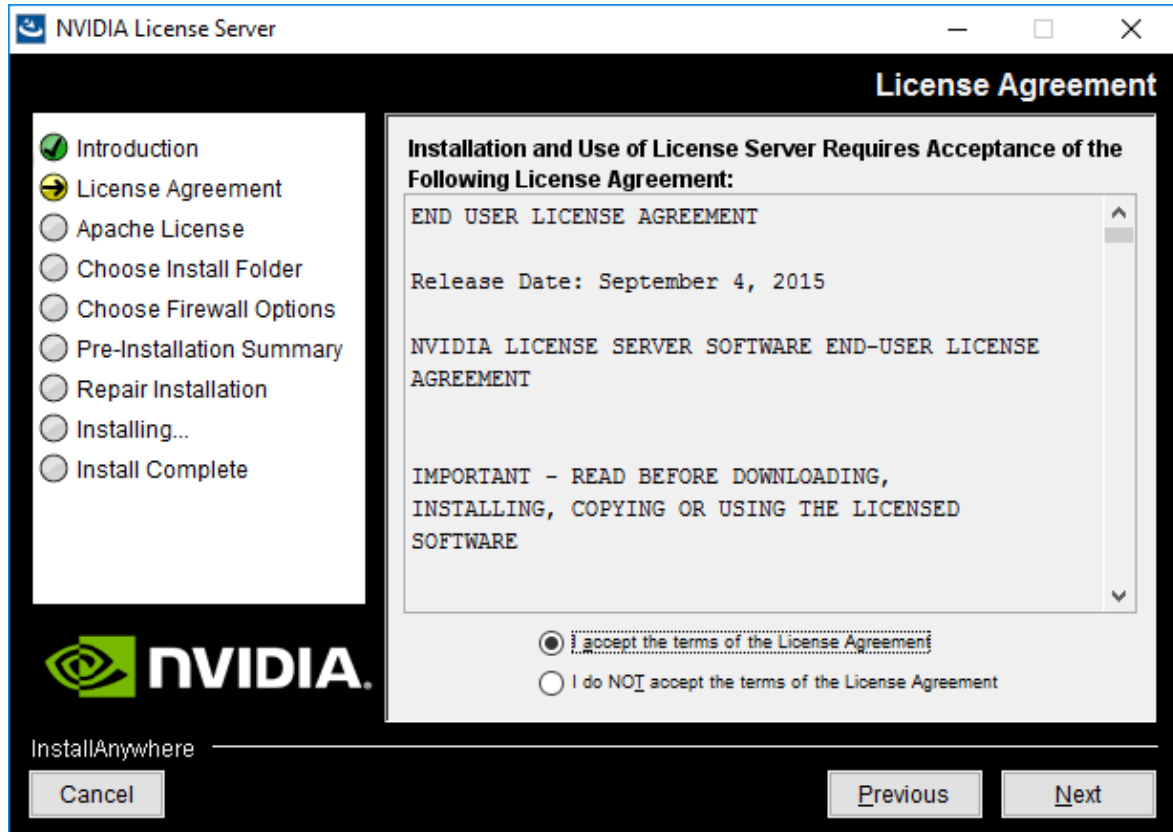 NVIDIA License Server
License Agreement
Introduction
License Agreement
Apache License
Choose Install Folder
Choose Firewall Options
Pre-Installation Summary
Repair Installation
Installing...
Install Complete
Installation and Use of License Server Requires Acceptance of the
Following License Agreement:
END USER LICENSE AGREEMENT
Release Date: September 4, 2015
NVIDIA LICENSE SERVER SOFTWARE END-USER LICENSE
AGREEMENT
IMPORTANT - READ BEFORE DOWNLOADING,
INSTALLING, COPYING OR USING THE LICENSED
SOFTWARE
I accept the terms of the License Agreement
I do NOT accept the terms of the License Agreement
NVIDIA.
InstallAnywhere
Cancel
Previous
Next